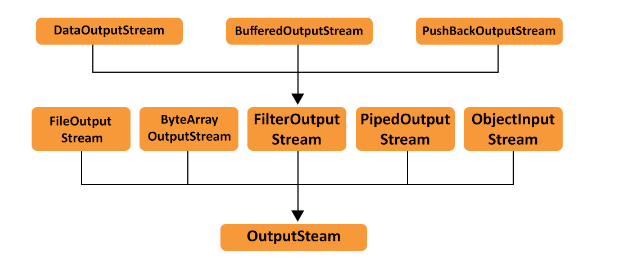 DataOutputStream
BufferedOutputStream
PushBackOutputStream
FileOutput
Stream
ByteArray
OutputStream
FilterOutput
Stream
PipedOutput
Stream
ObjectInput
Stream
OutputSteam